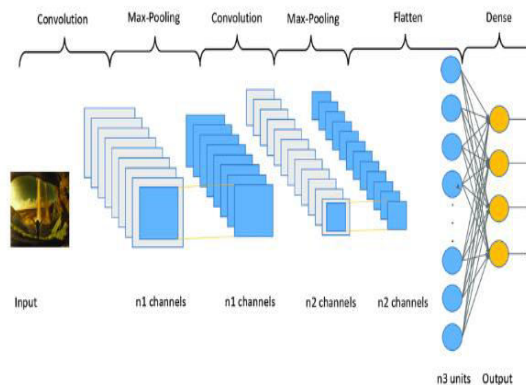 Convolution Max-Pooling Convolution Max-Pooling Flatten Dense
Input n1 channels n1 channels n2 channels n2 channels
n3 units Output